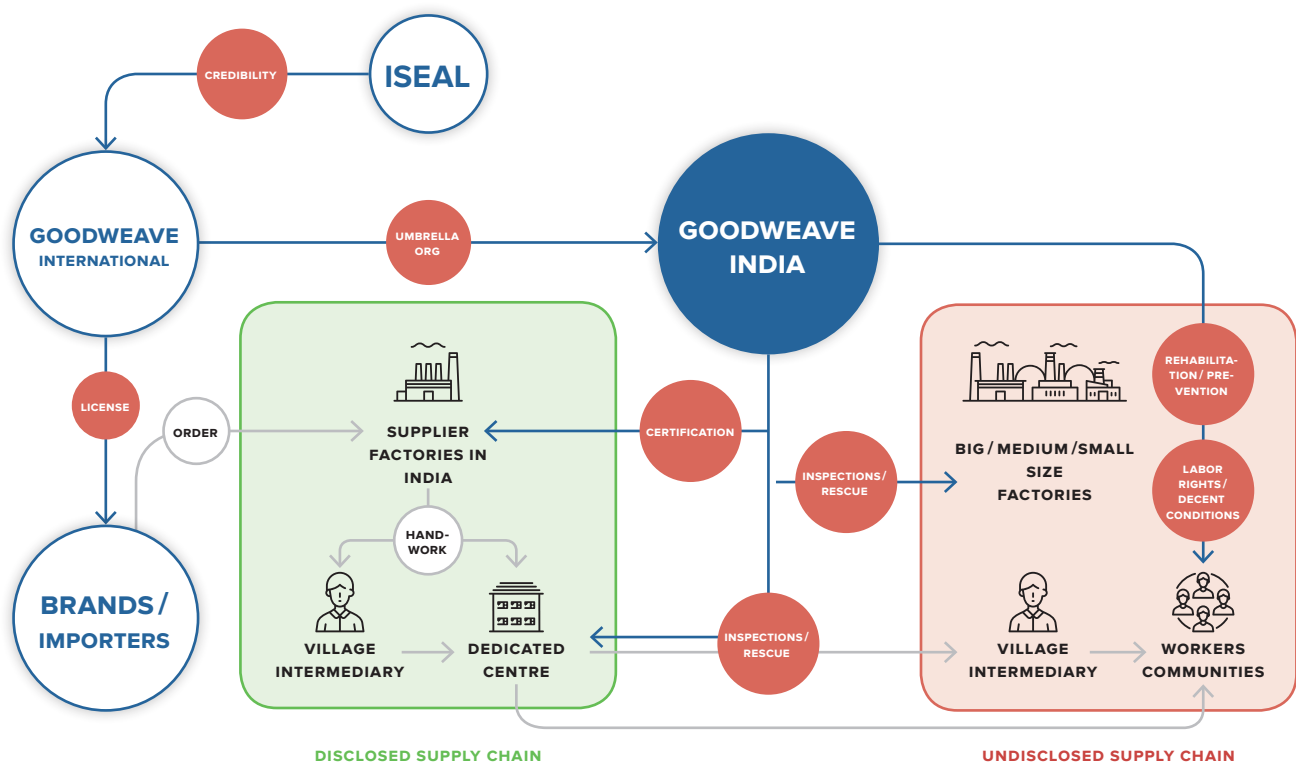 CREDIBILITY
ISEAL
GOODWEAVE
INTERNATIONAL
UMBRELLA
ORG
GOODWEAVE
INDIA
LICENSE
ORDER
SUPPLIER
FACTORIES IN
INDIA
CERTIFICATION
INSPECTIONS/
RESCUE
BIG / MEDIUM /SMALL
SIZE
FACTORIES
REHABILITA-
TION / PRE-
VENTION
LABOR
RIGHTS /
DECENT
CONDITIONS
HAND-
WORK
BRANDS /
IMPORTERS
VILLAGE
INTERMEDIARY
DEDICATED
CENTRE
INSPECTIONS/
RESCUE
VILLAGE
INTERMEDIARY
WORKERS
COMMUNITIES
DISCLOSED SUPPLY CHAIN
UNDISCLOSED SUPPLY CHAIN